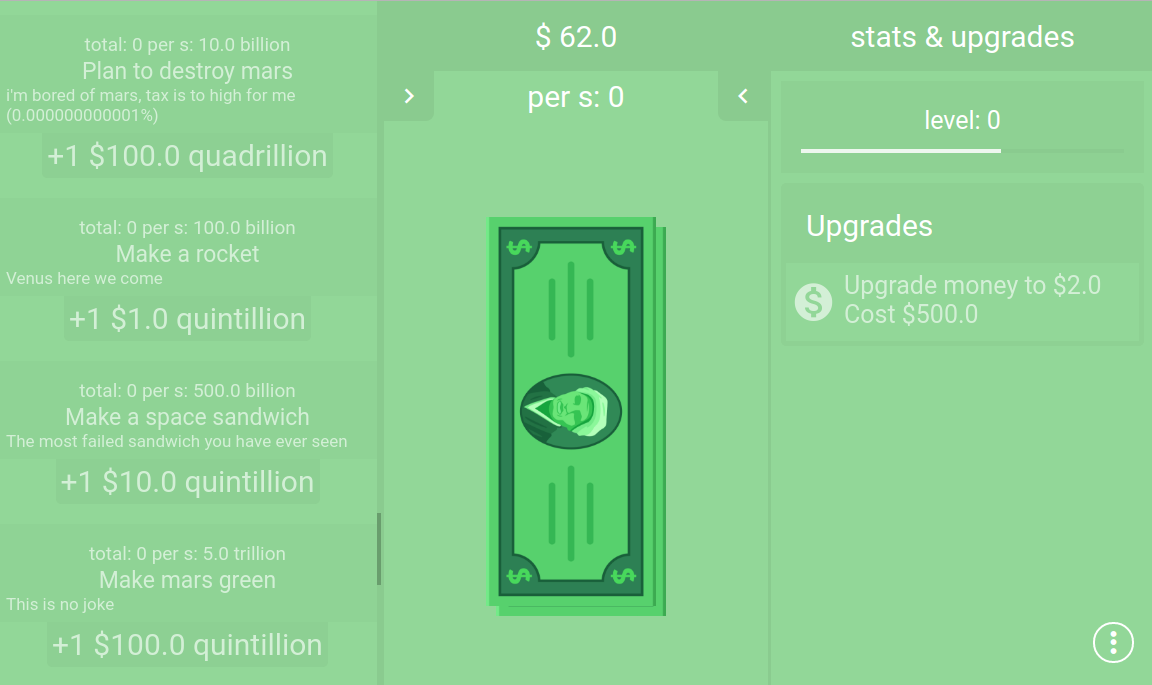 total: 0 per s: 10.0 billion
Plan to destroy mars
i'm bored of mars, tax is to high for me
(0.000000000001%)
+1 $100.0 quadrillion
total: 0 per s: 100.0 billion
Make a rocket
Venus here we come
+1 $1.0 quintillion
total: 0 per s: 500.0 billion
Make a space sandwich
The most failed sandwich you have ever seen
+1 $10.0 quintillion
total: 0 per s: 5.0 trillion
Make mars green
This is no joke
+1 $100.0 quintillion
$ 62.0
per s: 0
$ $
$ $
stats & upgrades
level: 0
Upgrades
$
Upgrade money to $2.0
Cost $500.0